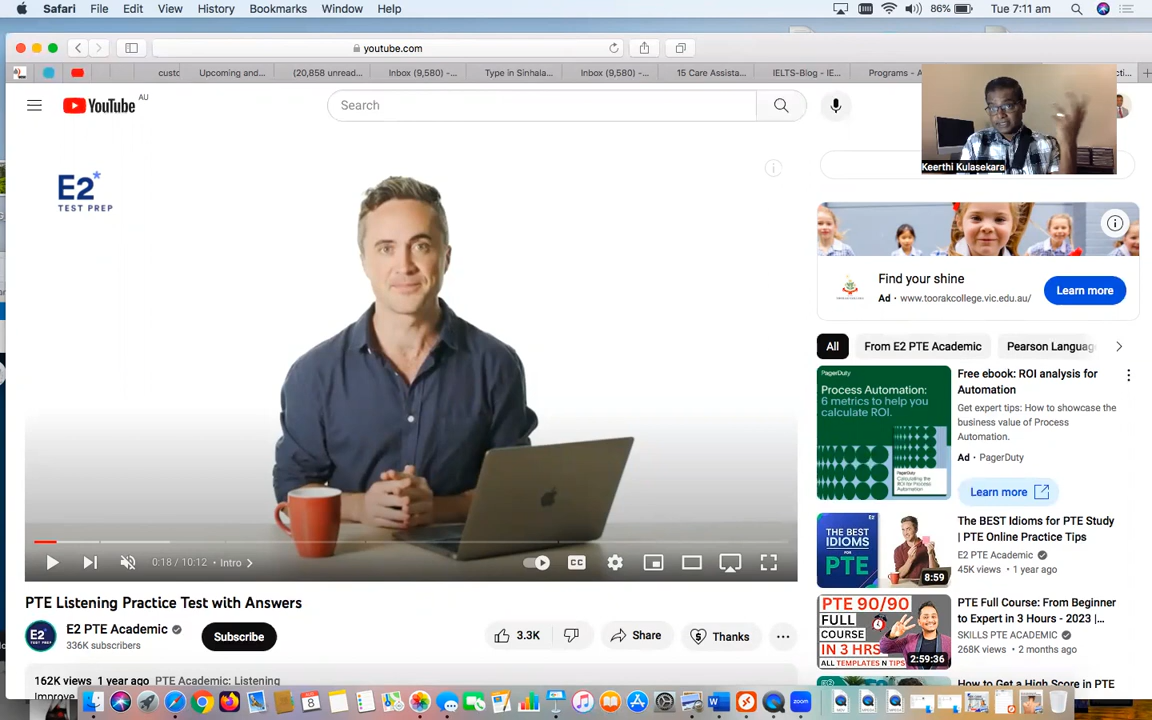 Safari File Edit View History Bookmarks Window Help 86% Tue 7:11 am
youtube.com
custo Upcoming and... (20,858 unread... Inbox (9,580) –... Type in Sinhala... Inbox (9,580) –... 15 Care Assista... IELTS-Blog - IE... Programs - A
YouTube AU
Search
Keerthi Kulasekara
E2
TEST PREP
Find your shine
Ad • www.toorakcollege.vic.edu.au/
Learn more
All From E2 PTE Academic Pearson Languag
PagerDuty
Process Automation:
6 metrics to help you
calculate ROI.
Free ebook: ROI analysis for
Automation
Get expert tips: How to showcase the
business value of Process
Automation.
Ad • PagerDuty
Learn more
THE BEST
IDIOMS
FOR
PTE
8:59
The BEST Idioms for PTE Study
| PTE Online Practice Tips
E2 PTE Academic
45K views • 1 year ago
0:18 / 10:12 • Intro
CC
PTE Listening Practice Test with Answers
E2 PTE Academic
336K subscribers
Subscribe
3.3K
Share
Thanks
PTE 90/90
FULL
COURSE
IN 3 HRS
ALL TEMPLATES N TIPS
2:59:36
PTE Full Course: From Beginner
to Expert in 3 Hours - 2023 |...
SKILLS PTE ACADEMIC
268K views • 2 months ago
How to Get a High Score in PTE
162K views 1 year ago PTE Academic: Listening
Improve
zoom